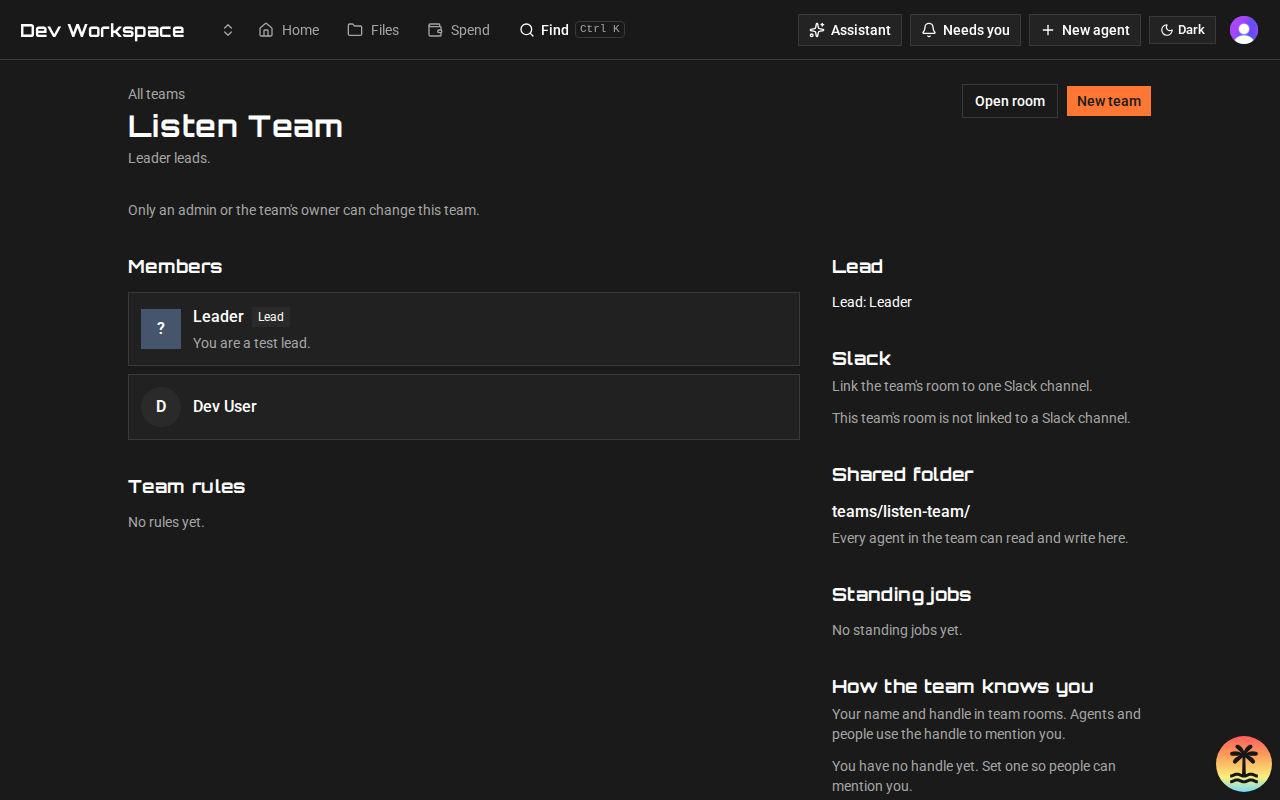 Dev Workspace
Home
Files
Spend
Find
Ctrl K
Assistant
Needs you
New agent
Dark
All teams
Listen Team
Leader leads.
Open room
New team
Only an admin or the team's owner can change this team.
Members
?
Leader
Lead
You are a test lead.
D
Dev User
Team rules
No rules yet.
Lead
Lead: Leader
Slack
Link the team's room to one Slack channel.
This team's room is not linked to a Slack channel.
Shared folder
teams/listen-team/
Every agent in the team can read and write here.
Standing jobs
No standing jobs yet.
How the team knows you
Your name and handle in team rooms. Agents and
people use the handle to mention you.
You have no handle yet. Set one so people can
mention you.